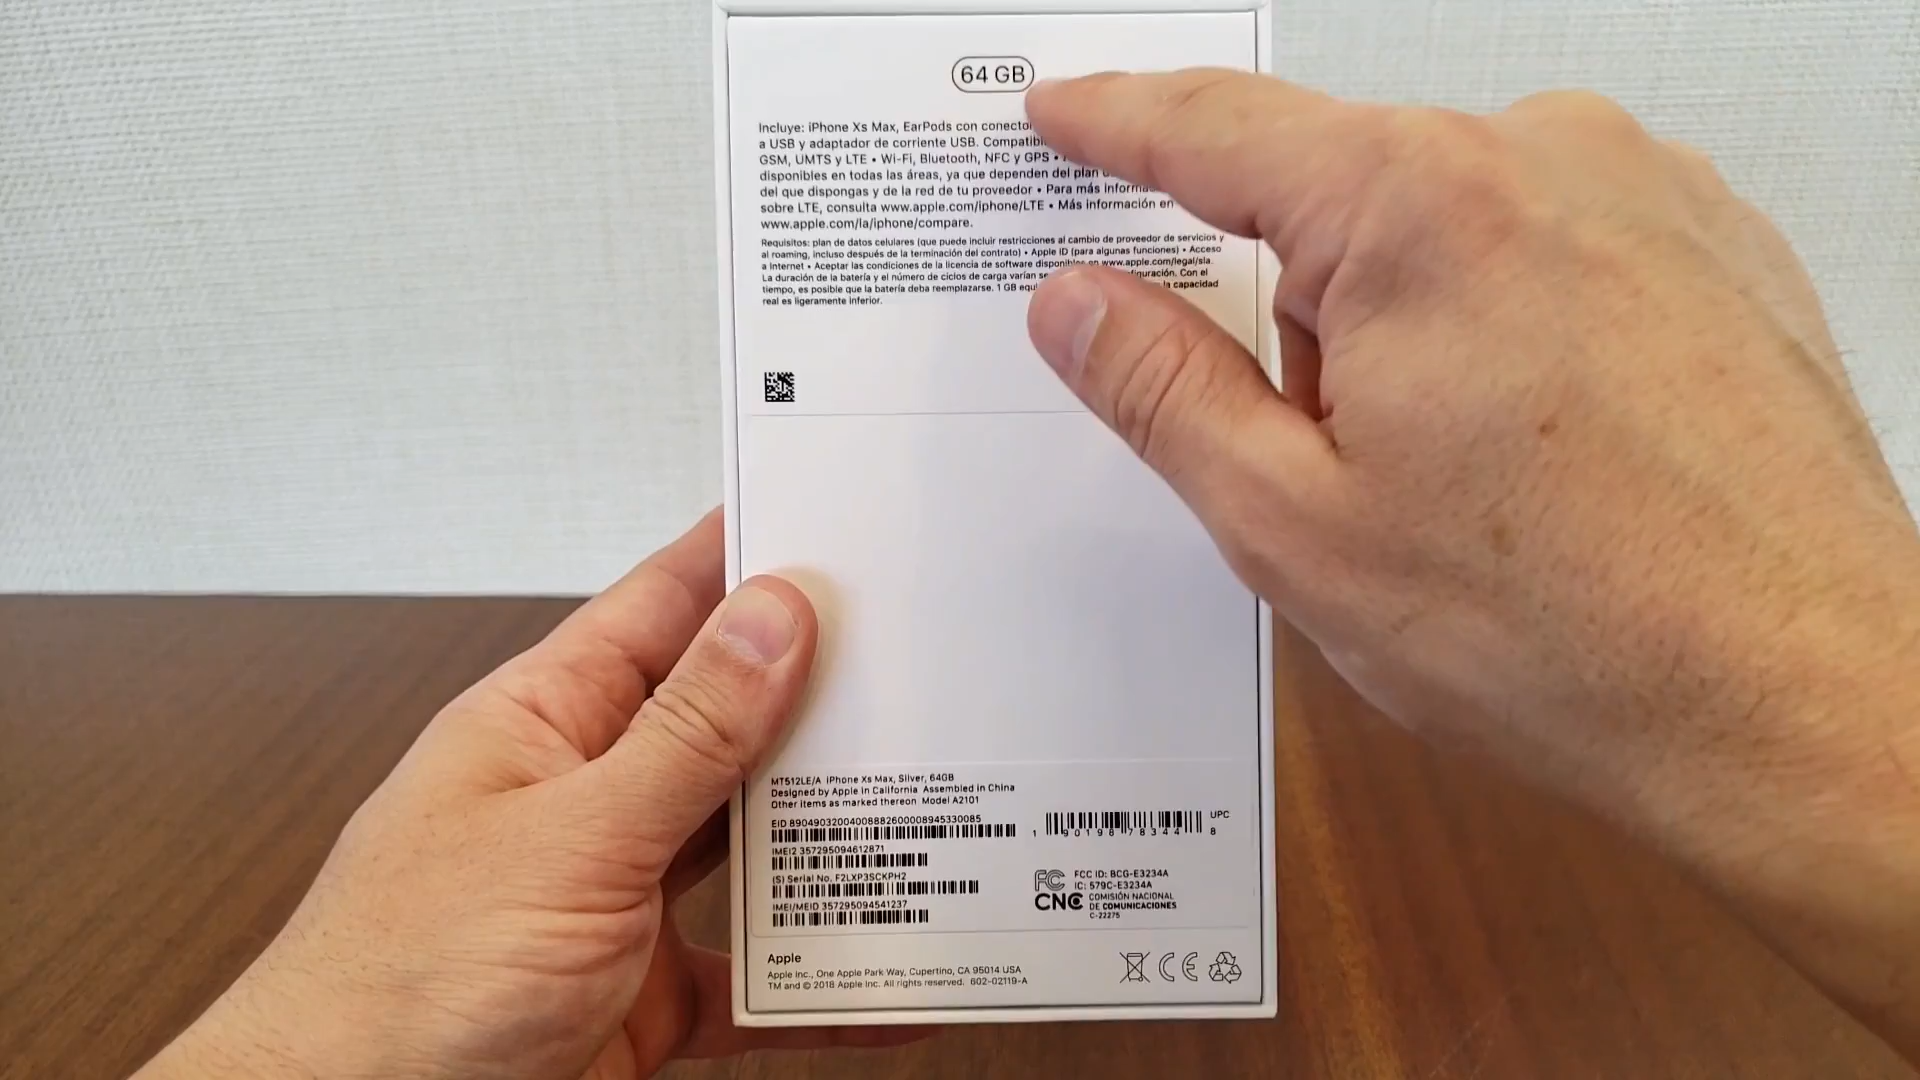 64 GB
Incluye: iPhone Xs Max, EarPods con conector
a USB y adaptador de corriente USB.
GSM, UMTS y LTE • Wi-Fi, Bluetooth, NFC y GPS •
disponibles en todas las áreas, ya que dependen del plan
del que dispongas y de la red de tu proveedor • Para más
sobre LTE, consulta www.apple.com/iphone/LTE • Más información en
www.apple.com/la/iphone/compare.
Requisitos: plan de datos celulares (que puede incluir restricciones al cambio de proveedor de servicios y
al roaming, incluso después de la terminación del contrato) • Apple ID (para algunas funciones) • Acceso
a Internet • Aceptar las condiciones de la licencia de software disponibles en www.apple.com/legal/sla.
La duración de la batería y el número de ciclos de carga varían Con el
tiempo, es posible que la batería deba reemplazarse. 1 GB la capacidad
real es ligeramente inferior.
MT512LE/A iPhone Xs Max, Silver, 64GB
Designed by Apple in California Assembled in China
Other items as marked thereon Model A2101
EID 89049032004008882600008945330085
IMEI2 357295094612871
(S) Serial No. F2LXP3SCKPH2
IMEI/MEID 357295094541237
UPC
1 90198 78344 8
FC FCC ID: BCG-E3234A
IC: 579C-E3234A
CNC COMISIÓN NACIONAL
DE COMUNICACIONES
C-22275
Apple
Apple Inc., One Apple Park Way, Cupertino, CA 95014 USA
TM and © 2018 Apple Inc. All rights reserved. 602-02119-A
CE